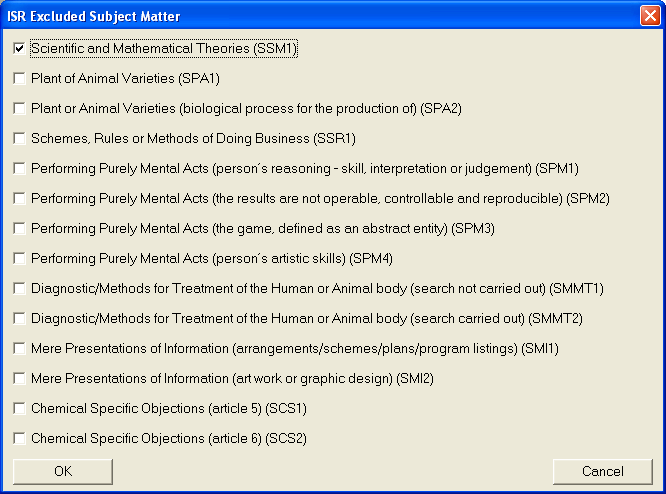 ISR Excluded Subject Matter
Scientific and Mathematical Theories (SSM1)
Plant of Animal Varieties (SPA1)
Plant or Animal Varieties (biological process for the production of) (SPA2)
Schemes, Rules or Methods of Doing Business (SSR1)
Performing Purely Mental Acts (person´s reasoning - skill, interpretation or judgement) (SPM1)
Performing Purely Mental Acts (the results are not operable, controllable and reproducible) (SPM2)
Performing Purely Mental Acts (the game, defined as an abstract entity) (SPM3)
Performing Purely Mental Acts (person´s artistic skills) (SPM4)
Diagnostic/Methods for Treatment of the Human or Animal body (search not carried out) (SMMT1)
Diagnostic/Methods for Treatment of the Human or Animal body (search carried out) (SMMT2)
Mere Presentations of Information (arrangements/schemes/plans/program listings) (SMI1)
Mere Presentations of Information (art work or graphic design) (SMI2)
Chemical Specific Objections (article 5) (SCS1)
Chemical Specific Objections (article 6) (SCS2)
OK
Cancel